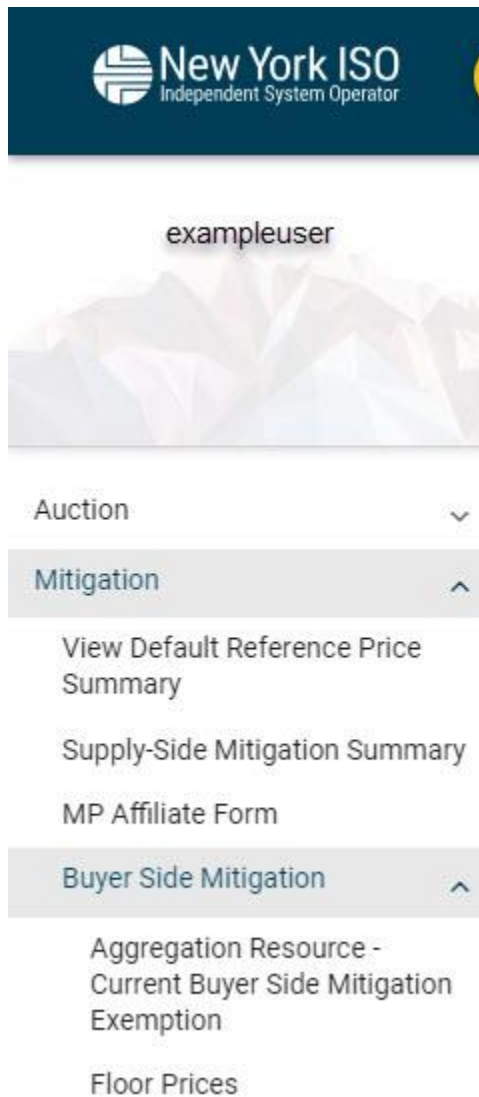 New York ISO
Independent System Operator
exampleuser
Auction
Mitigation
View Default Reference Price
Summary
Supply-Side Mitigation Summary
MP Affiliate Form
Buyer Side Mitigation
Aggregation Resource -
Current Buyer Side Mitigation
Exemption
Floor Prices